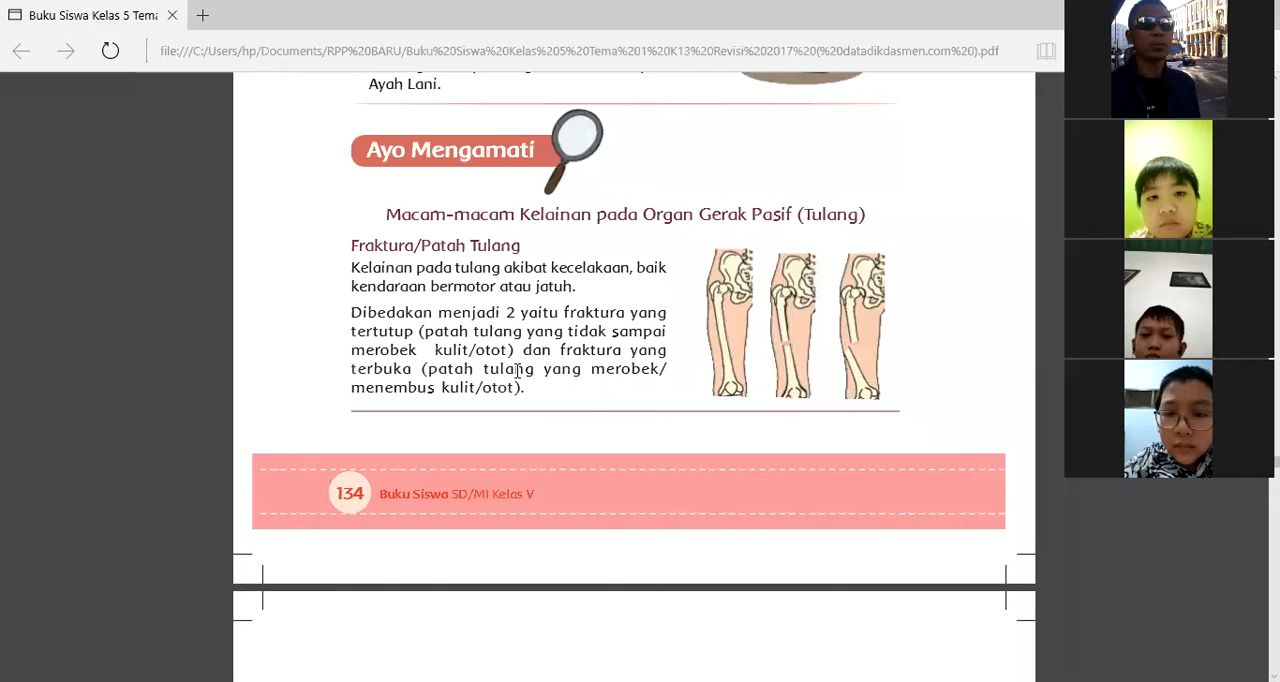 Buku Siswa Kelas 5 Tema
file:///C:/Users/hp/Documents/RPP%20BARU/Buku%20Siswa%20Kelas%205%20Tema%201%20K13%20Revisi%202017%20(%20datadikdasmen.com%20).pdf
Ayah Lani.
Ayo Mengamati
Macam-macam Kelainan pada Organ Gerak Pasif (Tulang)
Fraktura/Patah Tulang
Kelainan pada tulang akibat kecelakaan, baik
kendaraan bermotor atau jatuh.
Dibedakan menjadi 2 yaitu fraktura yang
tertutup (patah tulang yang tidak sampai
merobek kulit/otot) dan fraktura yang
terbuka (patah tulang yang merobek/
menembus kulit/otot).
134 Buku Siswa SD/MI Kelas V